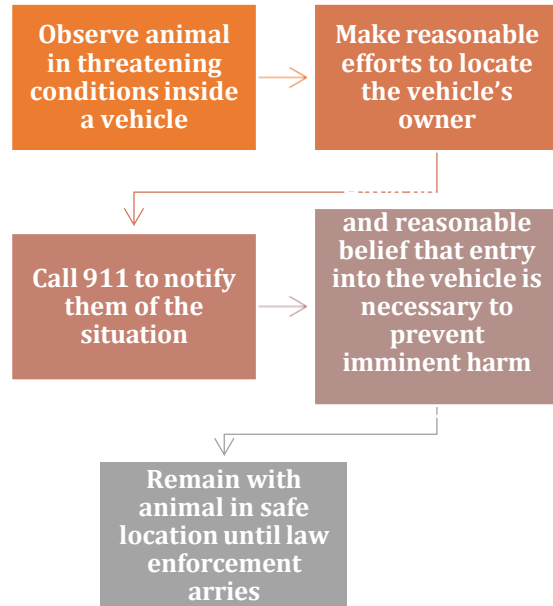 Observe animal
in threatening
conditions inside
a vehicle
Make reasonable
efforts to locate
the vehicle’s
owner
Call 911 to notify
them of the
situation
and reasonable
belief that entry
into the vehicle is
necessary to
prevent
imminent harm
Remain with
animal in safe
location until law
enforcement
arries